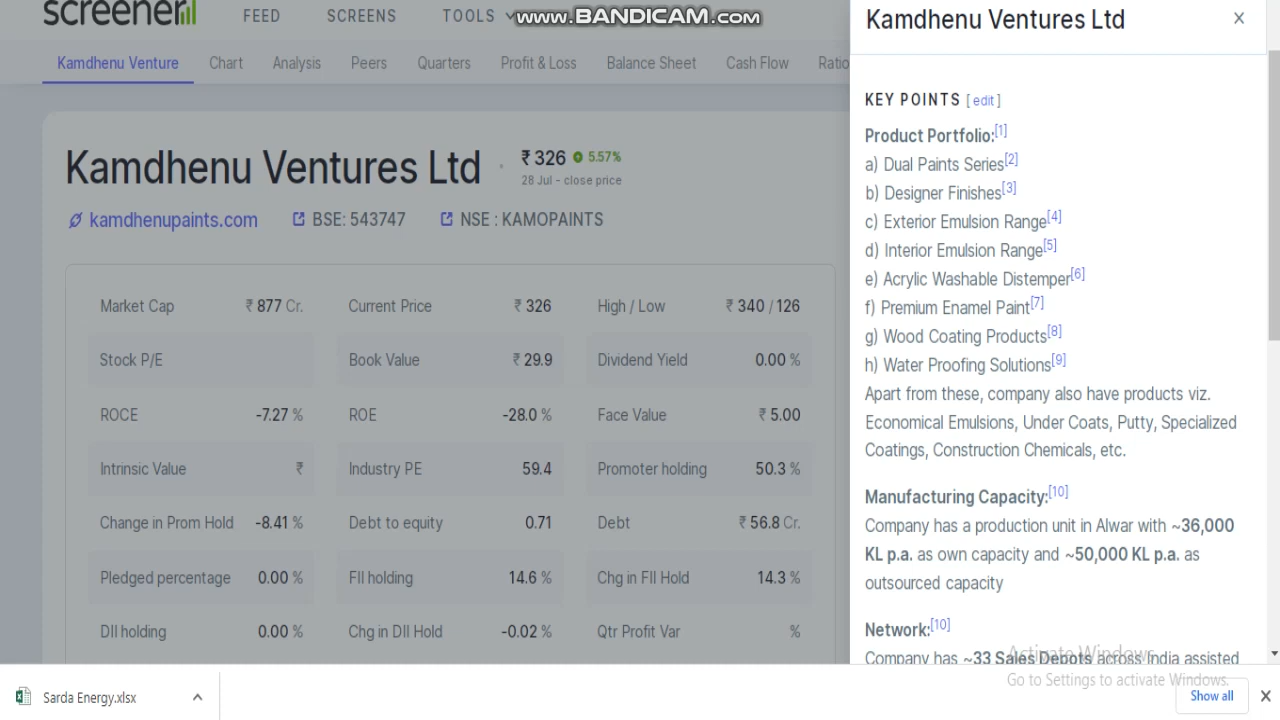 screener
FEED
SCREENS
TOOLS
www.BANDICAM.com
Kamdhenu Venture
Chart
Analysis
Peers
Quarters
Profit & Loss
Balance Sheet
Cash Flow
Ratio
Kamdhenu Ventures Ltd
₹ 326 5.57%
28 Jul - close price
kamdhenupaints.com
BSE: 543747
NSE : KAMOPAINTS
Market Cap ₹ 877 Cr.
Current Price ₹ 326
High / Low ₹ 340 / 126
Stock P/E
Book Value ₹ 29.9
Dividend Yield 0.00 %
ROCE -7.27 %
ROE -28.0 %
Face Value ₹ 5.00
Intrinsic Value ₹
Industry PE 59.4
Promoter holding 50.3 %
Change in Prom Hold -8.41 %
Debt to equity 0.71
Debt ₹ 56.8 Cr.
Pledged percentage 0.00 %
FII holding 14.6 %
Chg in FII Hold 14.3 %
DII holding 0.00 %
Chg in DII Hold -0.02 %
Qtr Profit Var %
Kamdhenu Ventures Ltd
KEY POINTS [ edit ]
Product Portfolio:[1]
a) Dual Paints Series[2]
b) Designer Finishes[3]
c) Exterior Emulsion Range[4]
d) Interior Emulsion Range[5]
e) Acrylic Washable Distemper[6]
f) Premium Enamel Paint[7]
g) Wood Coating Products[8]
h) Water Proofing Solutions[9]
Apart from these, company also have products viz.
Economical Emulsions, Under Coats, Putty, Specialized
Coatings, Construction Chemicals, etc.
Manufacturing Capacity:[10]
Company has a production unit in Alwar with ~36,000
KL p.a. as own capacity and ~50,000 KL p.a. as
outsourced capacity
Network:[10]
Company has ~33 Sales Depots across India assisted
Activate Windows
Go to Settings to activate Windows.
Sarda Energy.xlsx
Show all